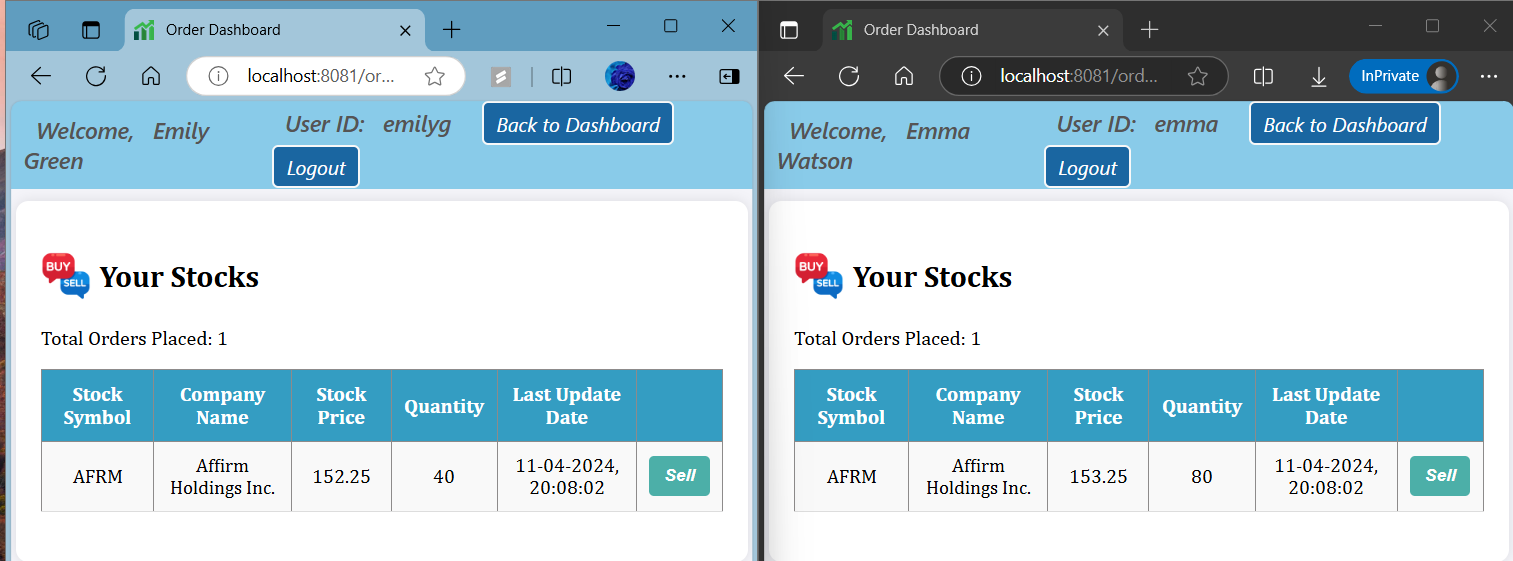 Order Dashboard
localhost:8081/or...
Welcome, Emily
Green
User ID: emilyg
Back to Dashboard
Logout
BUY
SELL
Your Stocks
Total Orders Placed: 1
Stock Symbol
Company Name
Stock Price
Quantity
Last Update Date
AFRM
Affirm Holdings Inc.
152.25
40
11-04-2024, 20:08:02
Sell
Order Dashboard
localhost:8081/ord...
InPrivate
Welcome, Emma
Watson
User ID: emma
Back to Dashboard
Logout
BUY
SELL
Your Stocks
Total Orders Placed: 1
Stock Symbol
Company Name
Stock Price
Quantity
Last Update Date
AFRM
Affirm Holdings Inc.
153.25
80
11-04-2024, 20:08:02
Sell